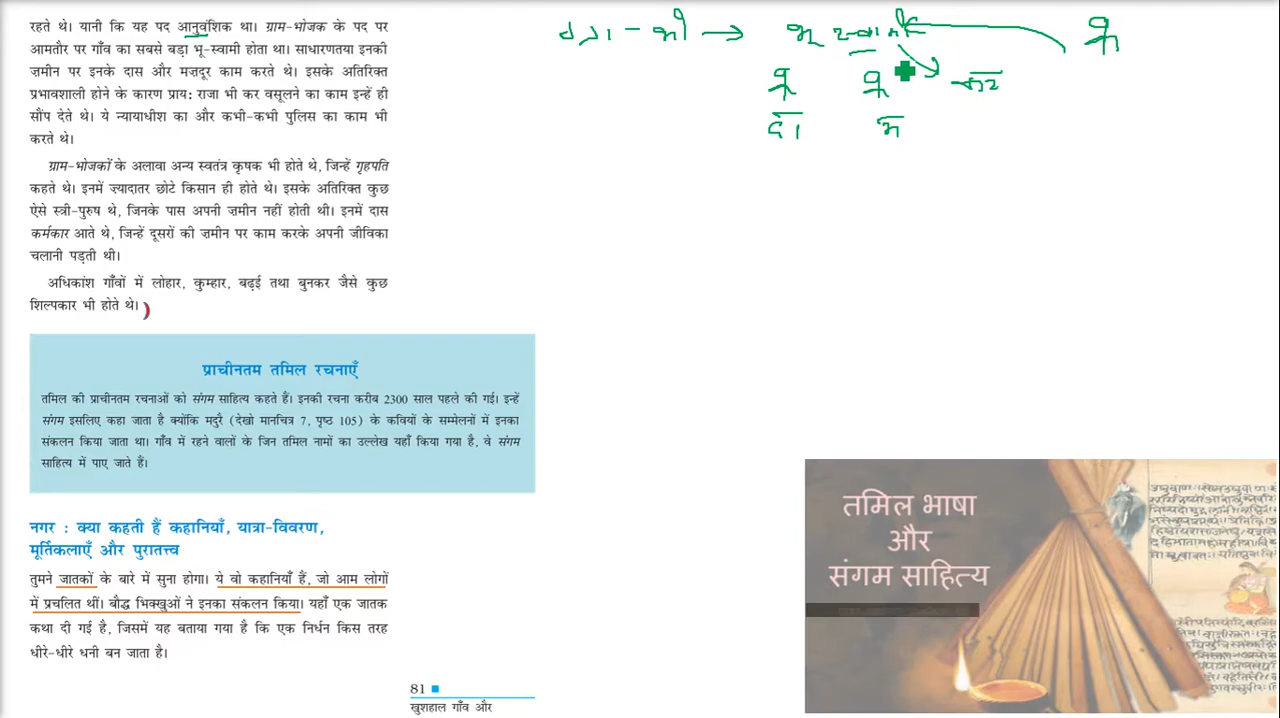 रहते थे। यानी कि यह पद आनुवंशिक था। ग्राम-भोजक के पद पर
आमतौर पर गाँव का सबसे बड़ा भू-स्वामी होता था। साधारणतया इनकी
ज़मीन पर इनके दास और मज़दूर काम करते थे। इसके अतिरिक्त
प्रभावशाली होने के कारण प्राय: राजा भी कर वसूलने का काम इन्हें ही
सौंप देते थे। ये न्यायाधीश का और कभी-कभी पुलिस का काम भी
करते थे।
ग्राम-भोजकों के अलावा अन्य स्वतंत्र कृषक भी होते थे, जिन्हें गृहपति
कहते थे। इनमें ज़्यादातर छोटे किसान ही होते थे। इसके अतिरिक्त कुछ
ऐसे स्त्री-पुरुष थे, जिनके पास अपनी ज़मीन नहीं होती थी। इनमें दास
कर्मकार आते थे, जिन्हें दूसरों की ज़मीन पर काम करके अपनी जीविका
चलानी पड़ती थी।
अधिकांश गाँवों में लोहार, कुम्हार, बढ़ई तथा बुनकर जैसे कुछ
शिल्पकार भी होते थे।
प्राचीनतम तमिल रचनाएँ
तमिल की प्राचीनतम रचनाओं को संगम साहित्य कहते हैं। इनकी रचना करीब 2300 साल पहले की गई। इन्हें
संगम इसलिए कहा जाता है क्योंकि मदुरै (देखो मानचित्र 7, पृष्ठ 105) के कवियों के सम्मेलनों में इनका
संकलन किया जाता था। गाँव में रहने वालों के जिन तमिल नामों का उल्लेख यहाँ किया गया है, वे संगम
साहित्य में पाए जाते हैं।
नगर : क्या कहती हैं कहानियाँ, यात्रा-विवरण,
मूर्तिकलाएँ और पुरातत्त्व
तुमने जातकों के बारे में सुना होगा। ये वो कहानियाँ हैं, जो आम लोगों
में प्रचलित थीं। बौद्ध भिक्खुओं ने इनका संकलन किया। यहाँ एक जातक
कथा दी गई है, जिसमें यह बताया गया है कि एक निर्धन किस तरह
धीरे-धीरे धनी बन जाता है।
81
खुशहाल गाँव और
कर
दा
म
तमिल भाषा
और
संगम साहित्य